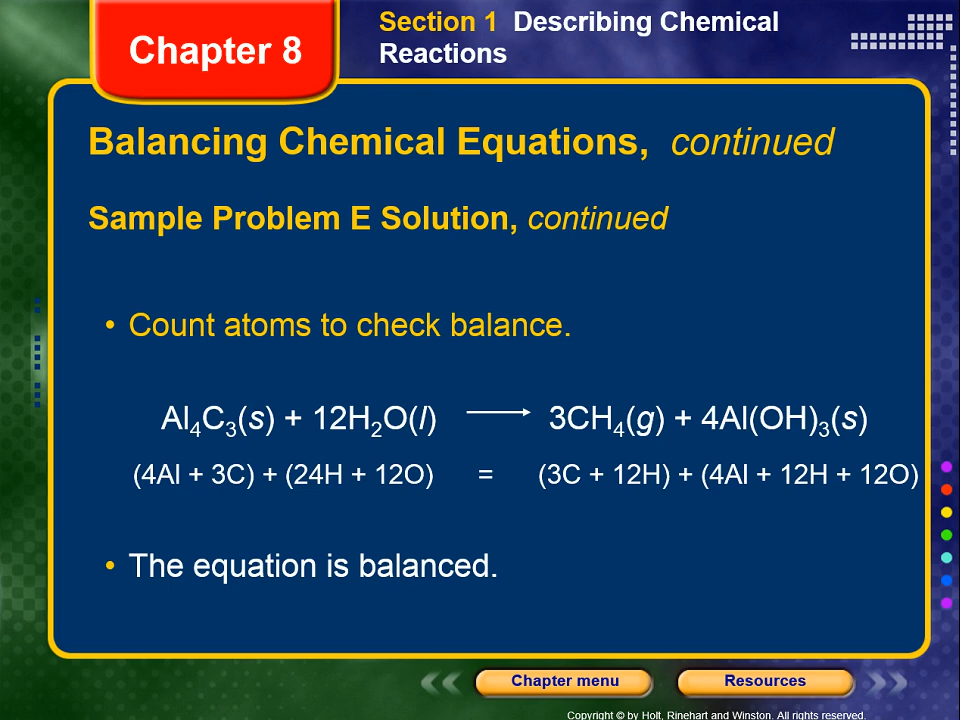 Section 1 Describing Chemical
Reactions
Chapter 8
Balancing Chemical Equations, continued
Sample Problem E Solution, continued
• Count atoms to check balance.
Al₄C₃(s) + 12H₂O(l) ⟶ 3CH₄(g) + 4Al(OH)₃(s)
(4Al + 3C) + (24H + 12O) = (3C + 12H) + (4Al + 12H + 12O)
• The equation is balanced.
Chapter menu Resources
Copyright © by Holt, Rinehart and Winston. All rights reserved.